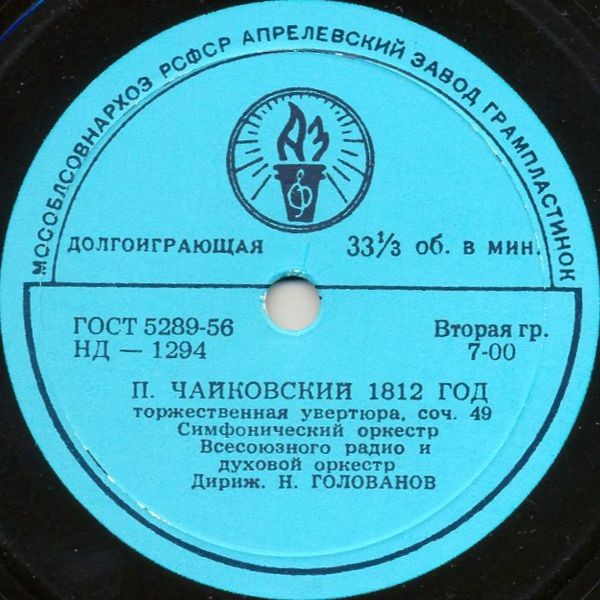 МОСОБЛСОВНАРХОЗ РСФСР АПРЕЛЕВСКИЙ ЗАВОД ГРАМПЛАСТИНОК
АЗ
ДОЛГОИГРАЮЩАЯ 33⅓ об. в мин.
ГОСТ 5289-56 Вторая гр.
НД — 1294 7-00
П. ЧАЙКОВСКИЙ 1812 ГОД
торжественная увертюра, соч. 49
Симфонический оркестр
Всесоюзного радио и
духовой оркестр
Дириж. Н. ГОЛОВАНОВ